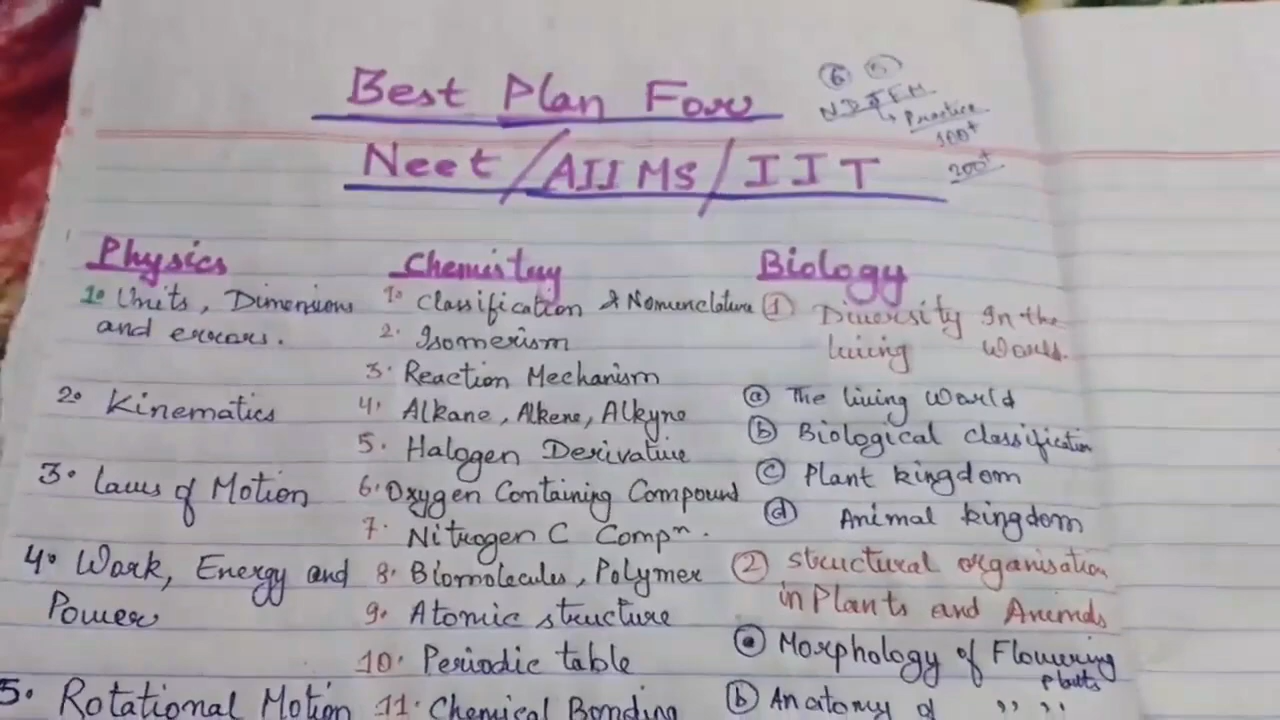 Best Plan For
Neet/AIIMS/IIT
6
Practice
100+
200+
Physics
1. Units, Dimensions
and errors.
2. Kinematics
3. Laws of Motion
4. Work, Energy and
Power
5. Rotational Motion
Chemistry
1. Classification & Nomenclature
2. Isomerism
3. Reaction Mechanism
4. Alkane, Alkene, Alkyne
5. Halogen Derivative
6. Oxygen Containing Compound
7. Nitrogen C Compn.
8. Biomolecules, Polymer
9. Atomic structure
10. Periodic table
11. Chemical Bonding
Biology
1 Diversity In the
living World.
a The living World
b Biological classification
c Plant kingdom
d Animal kingdom
2 structural organisation
in Plants and Animals
a Morphology of Flowering
plants
b Anatomy of " "